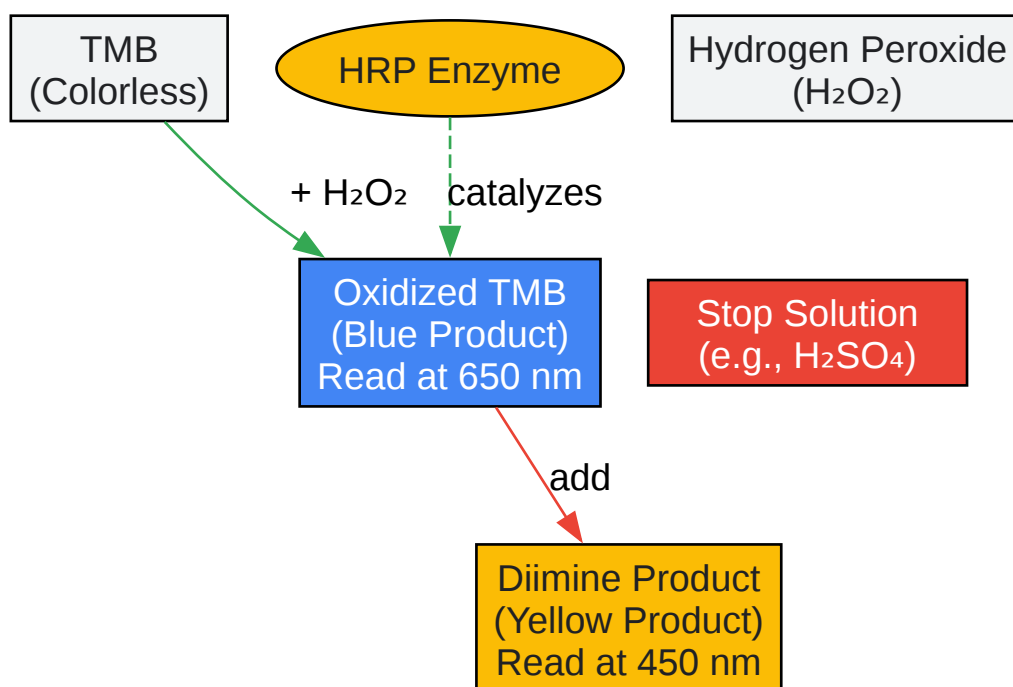 TMB
(Colorless)
HRP Enzyme
Hydrogen Peroxide
(H₂O₂)
+ H₂O₂
catalyzes
Oxidized TMB
(Blue Product)
Read at 650 nm
Stop Solution
(e.g., H₂SO₄)
add
Diimine Product
(Yellow Product)
Read at 450 nm